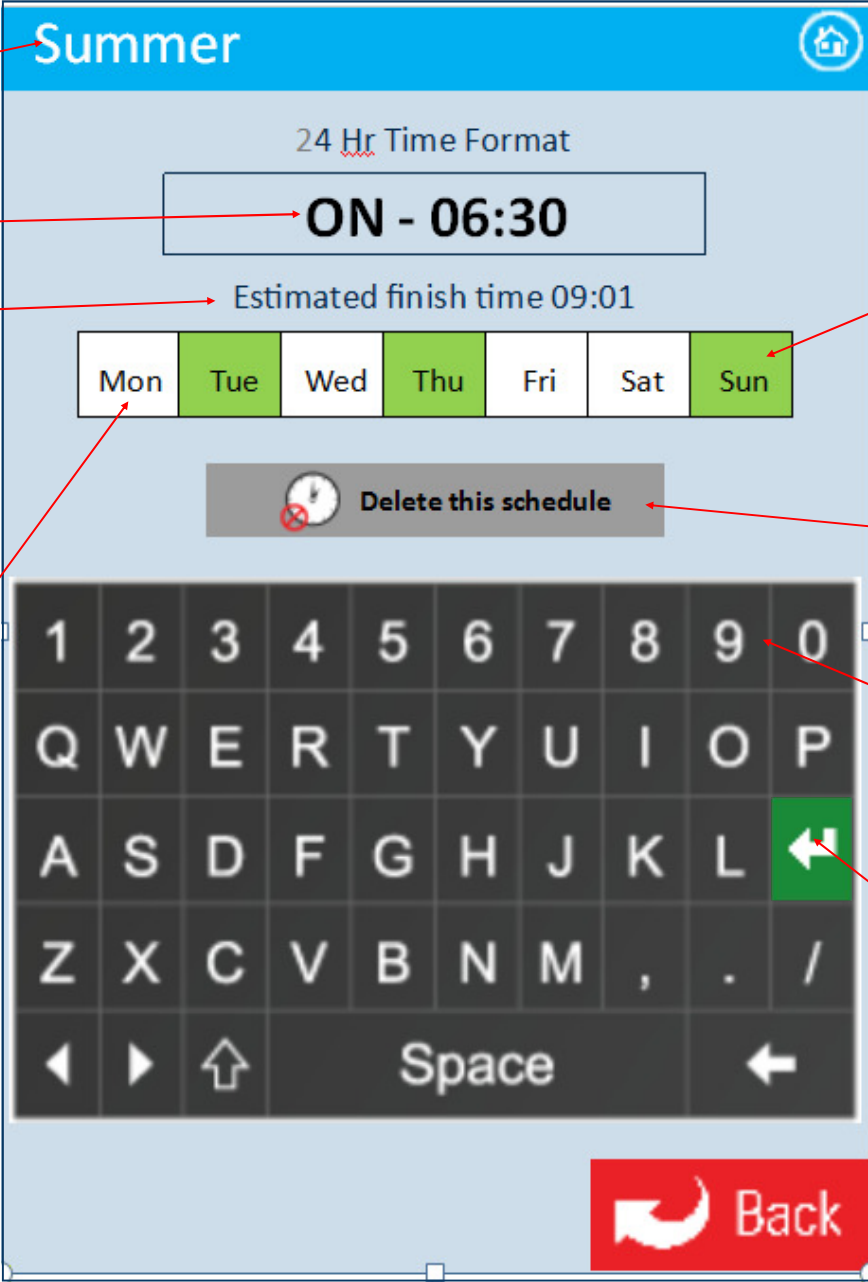 Summer
24 Hr Time Format
ON - 06:30
Estimated finish time 09:01
Mon Tue Wed Thu Fri Sat Sun
Delete this schedule
1 2 3 4 5 6 7 8 9 0
Q W E R T Y U I O P
A S D F G H J K L
Z X C V B N M , . /
Space
Back